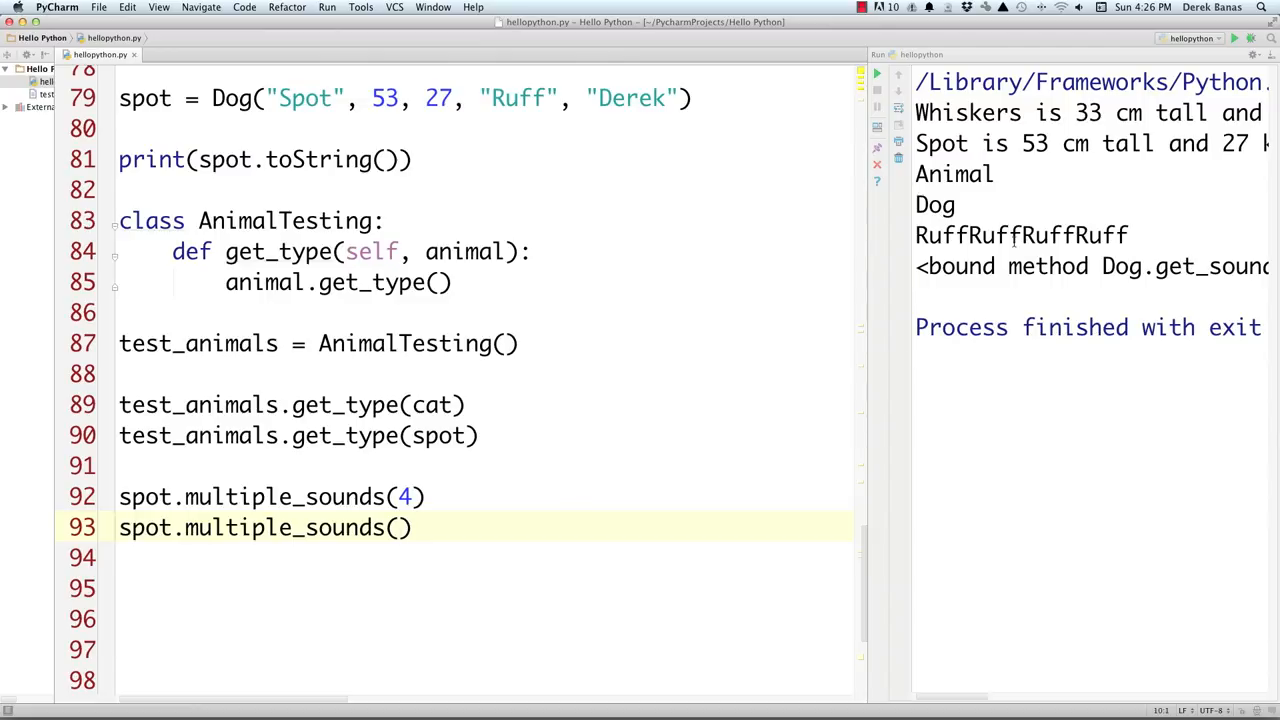 PyCharm File Edit View Navigate Code Refactor Run Tools VCS Window Help 10 Sun 4:26 PM Derek Banas
hellopython.py - Hello Python - [~/PycharmProjects/Hello Python]
Hello Python hellopython.py hellopython
hellopython.py Run hellopython
Hello P
hell
test
Externa
78
79 spot = Dog("Spot", 53, 27, "Ruff", "Derek")
80
81 print(spot.toString())
82
83 class AnimalTesting:
84 def get_type(self, animal):
85 animal.get_type()
86
87 test_animals = AnimalTesting()
88
89 test_animals.get_type(cat)
90 test_animals.get_type(spot)
91
92 spot.multiple_sounds(4)
93 spot.multiple_sounds()
94
95
96
97
98
/Library/Frameworks/Python.
Whiskers is 33 cm tall and
Spot is 53 cm tall and 27 k
Animal
Dog
RuffRuffRuffRuff
<bound method Dog.get_sound
Process finished with exit
10:1 LF UTF-8